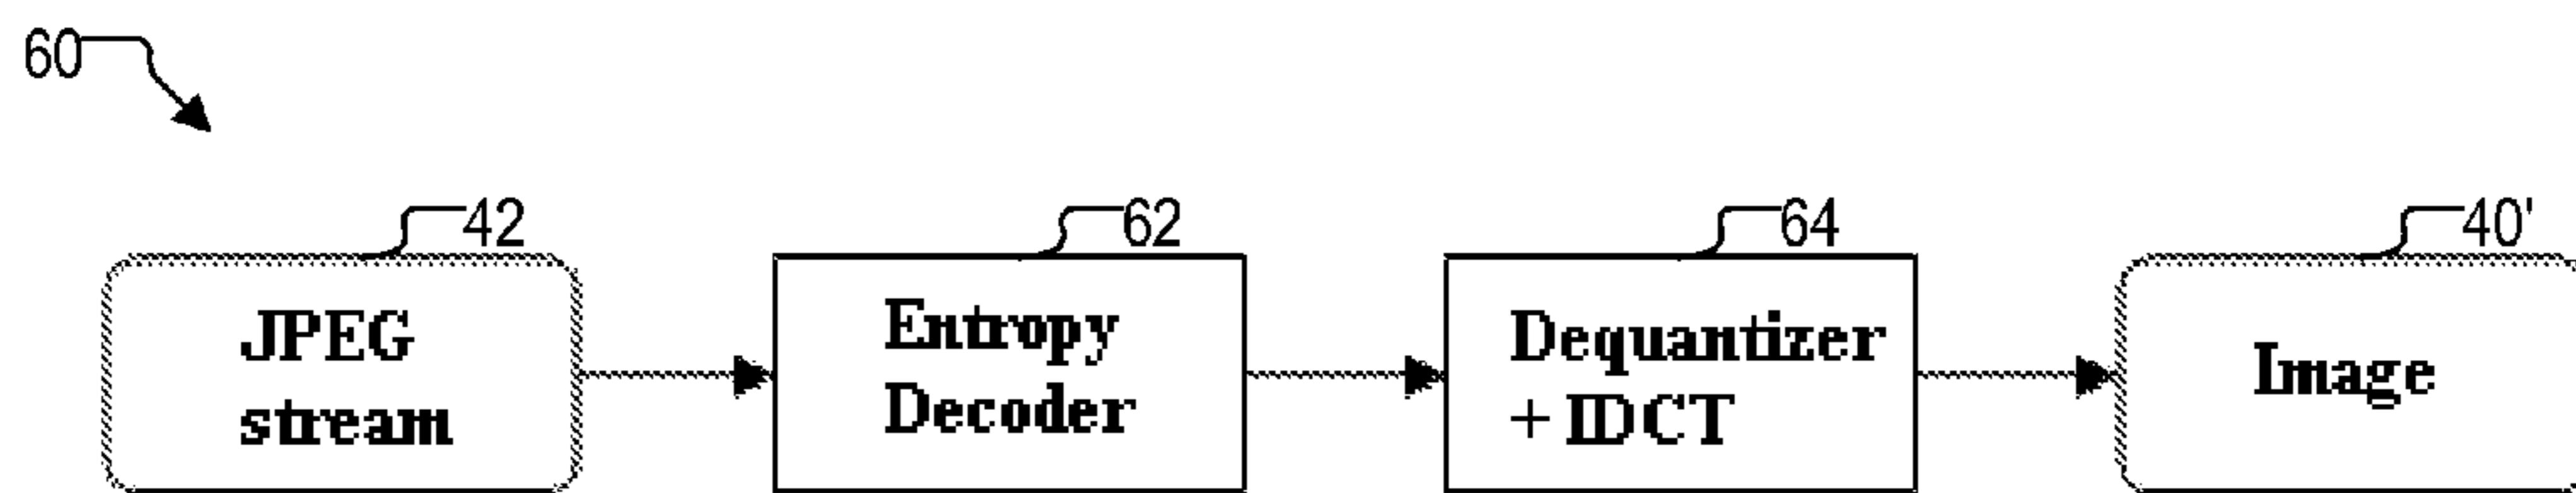 60
42
62
64
40'
JPEG
stream
Entropy
Decoder
Dequantizer
+ IDCT
Image